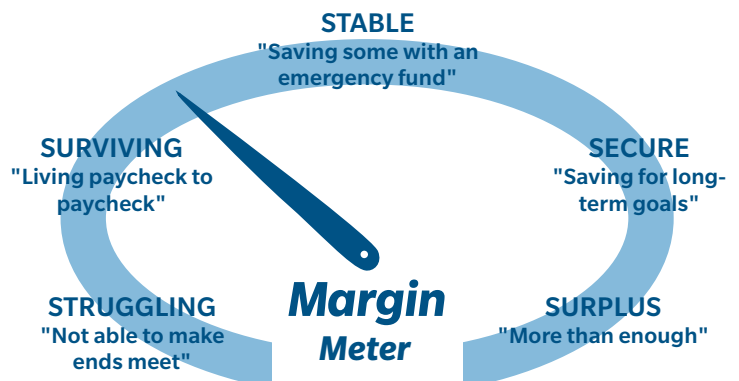 STABLE
"Saving some with an
emergency fund"
SURVIVING
"Living paycheck to
paycheck"
SECURE
"Saving for long-
term goals"
STRUGGLING
"Not able to make
ends meet"
Margin
Meter
SURPLUS
"More than enough"